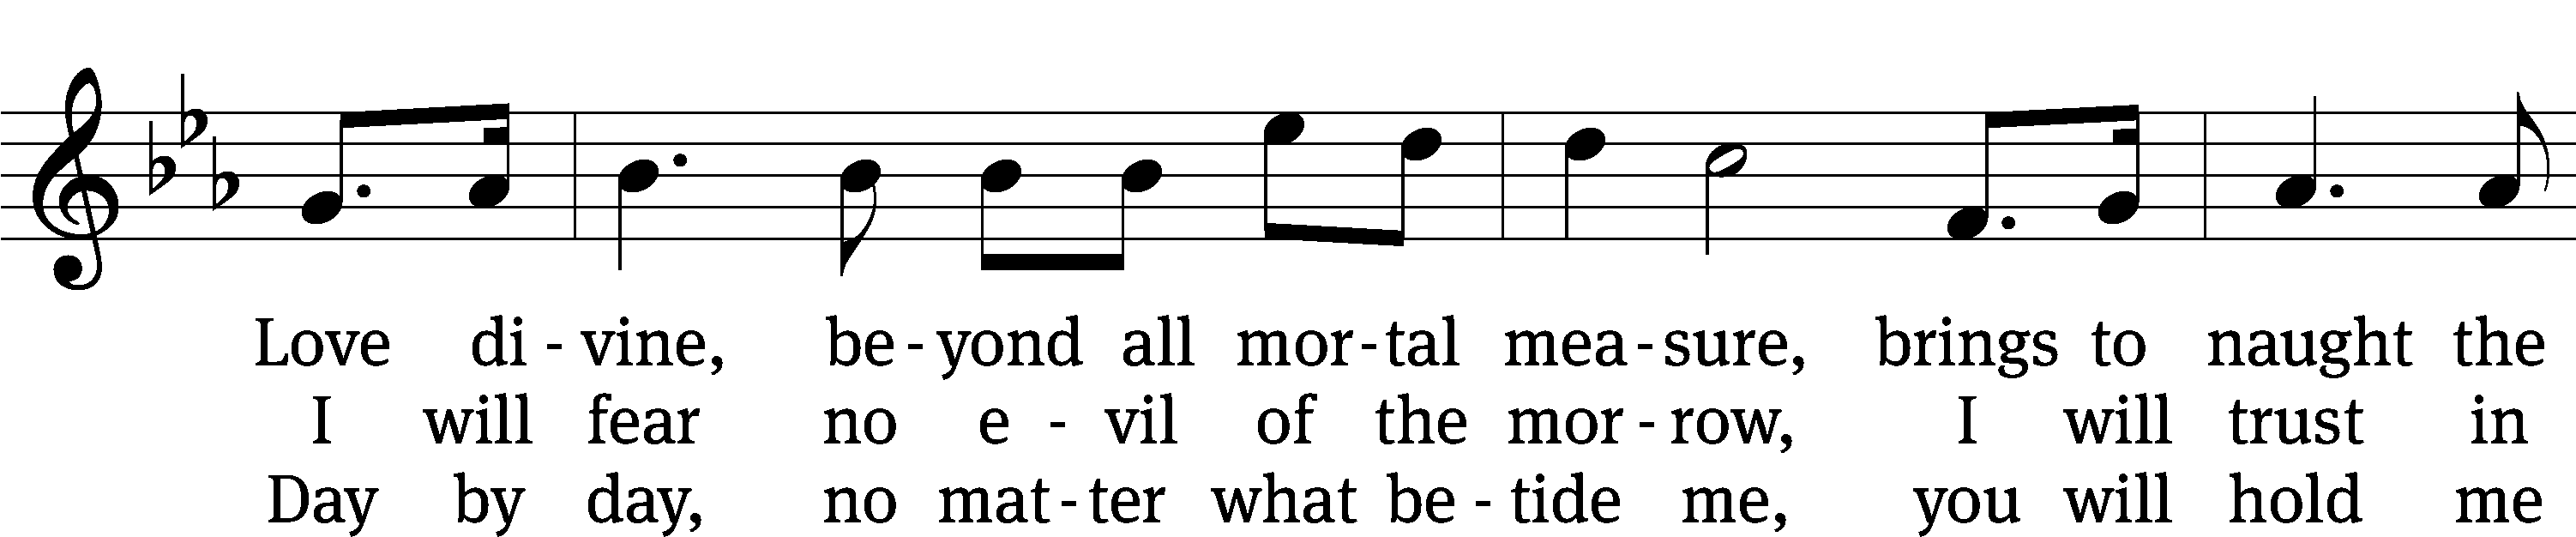 Love di - vine, be - yond all mor - tal mea - sure, brings to naught the
I will fear no e - vil of the mor - row, I will trust in
Day by day, no mat - ter what be - tide me, you will hold me